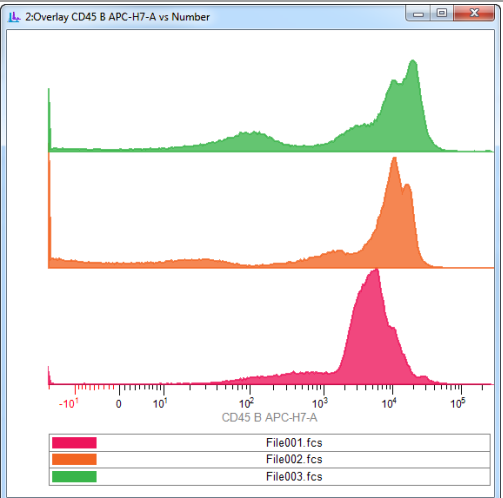 2:Overlay CD45 B APC-H7-A vs Number
-10¹ 0 10¹ 10² 10³ 10⁴ 10⁵
CD45 B APC-H7-A
File001.fcs
File002.fcs
File003.fcs